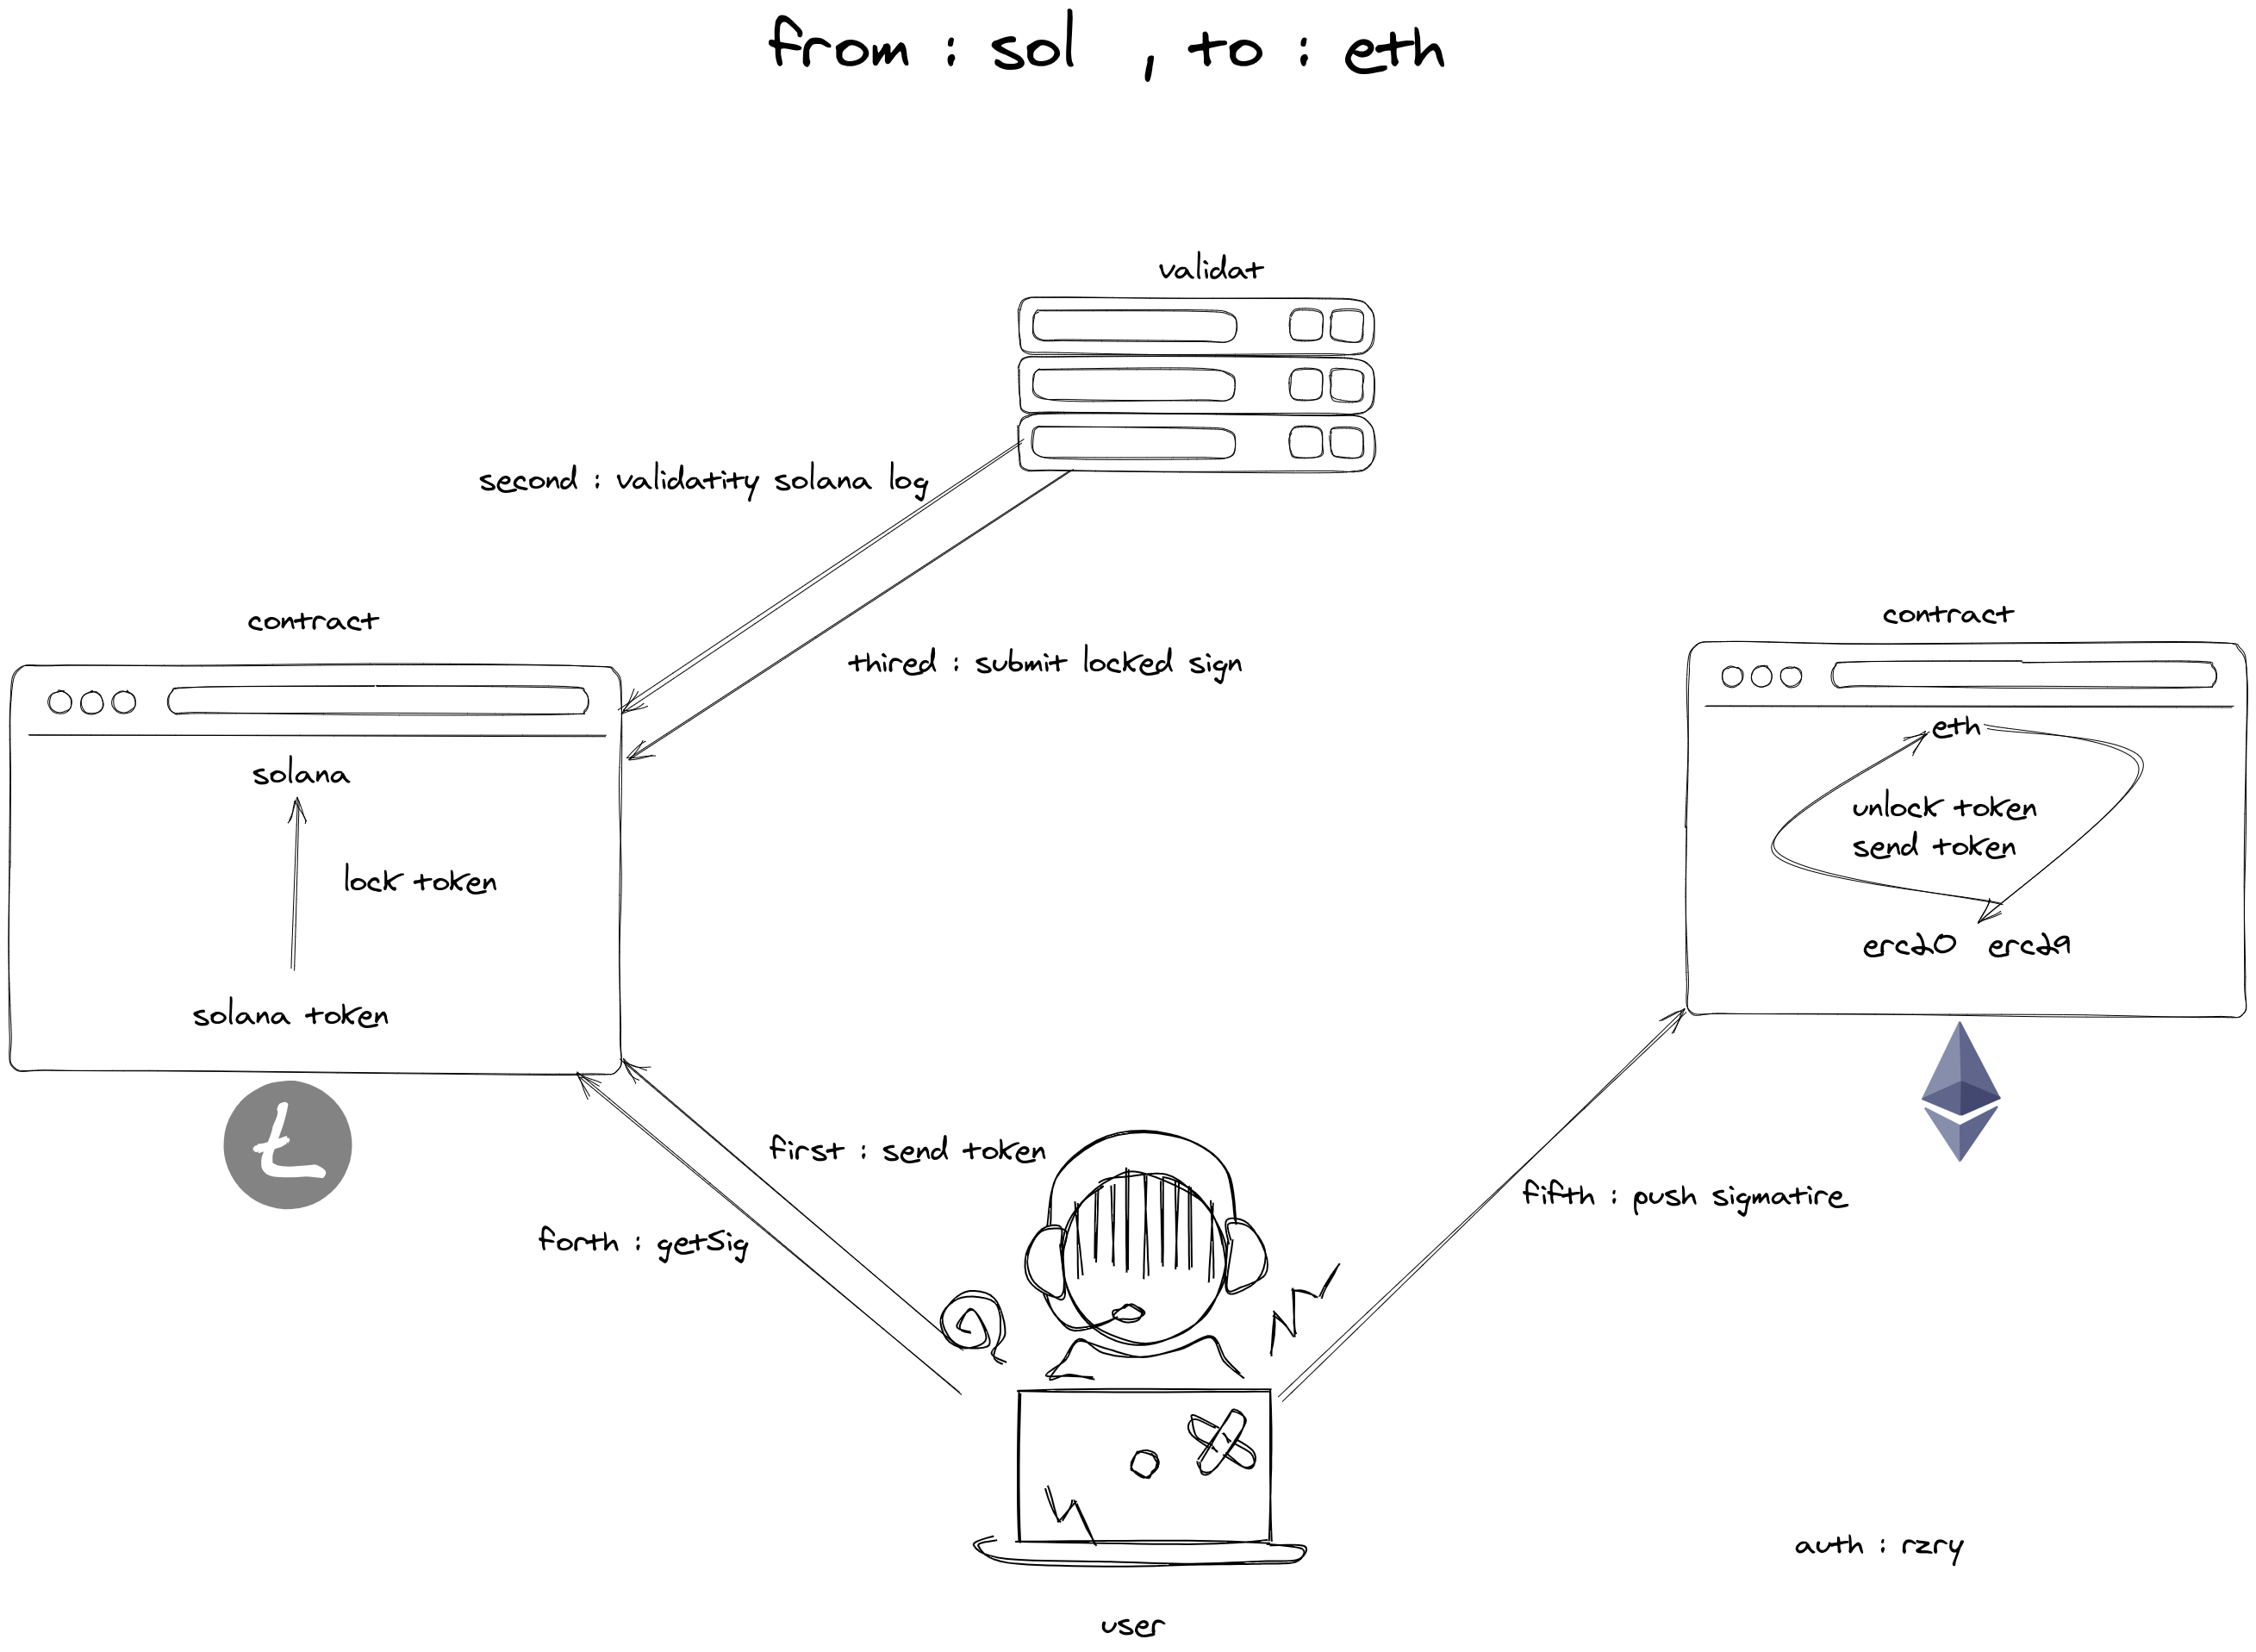 from : sol , to : eth
validat
second : validatity solana log
thired : submit locked sign
contract
solana
lock token
solana token
contract
eth
unlock token
send token
erc20 erc29
first : send token
forth : getSig
fifth : push sigmatire
auth : rzry
user